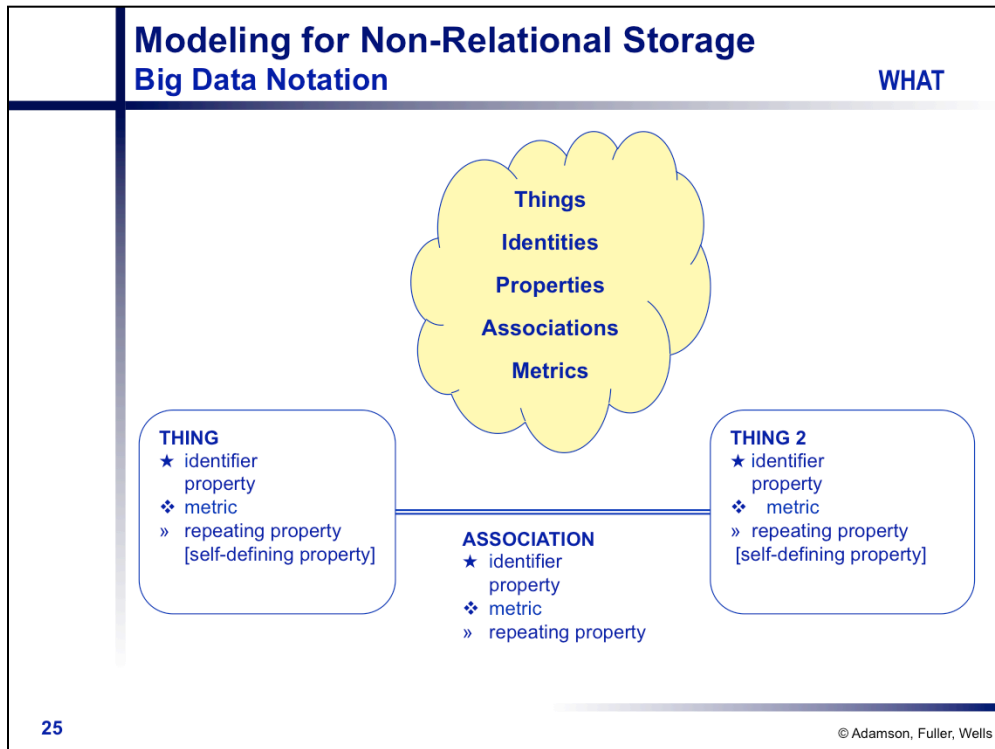 Modeling for Non-Relational Storage
Big Data Notation
WHAT
Things
Identities
Properties
Associations
Metrics
THING
★ identifier
property
❖ metric
» repeating property
[self-defining property]
ASSOCIATION
★ identifier
property
❖ metric
» repeating property
THING 2
★ identifier
property
❖ metric
» repeating property
[self-defining property]
25
© Adamson, Fuller, Wells